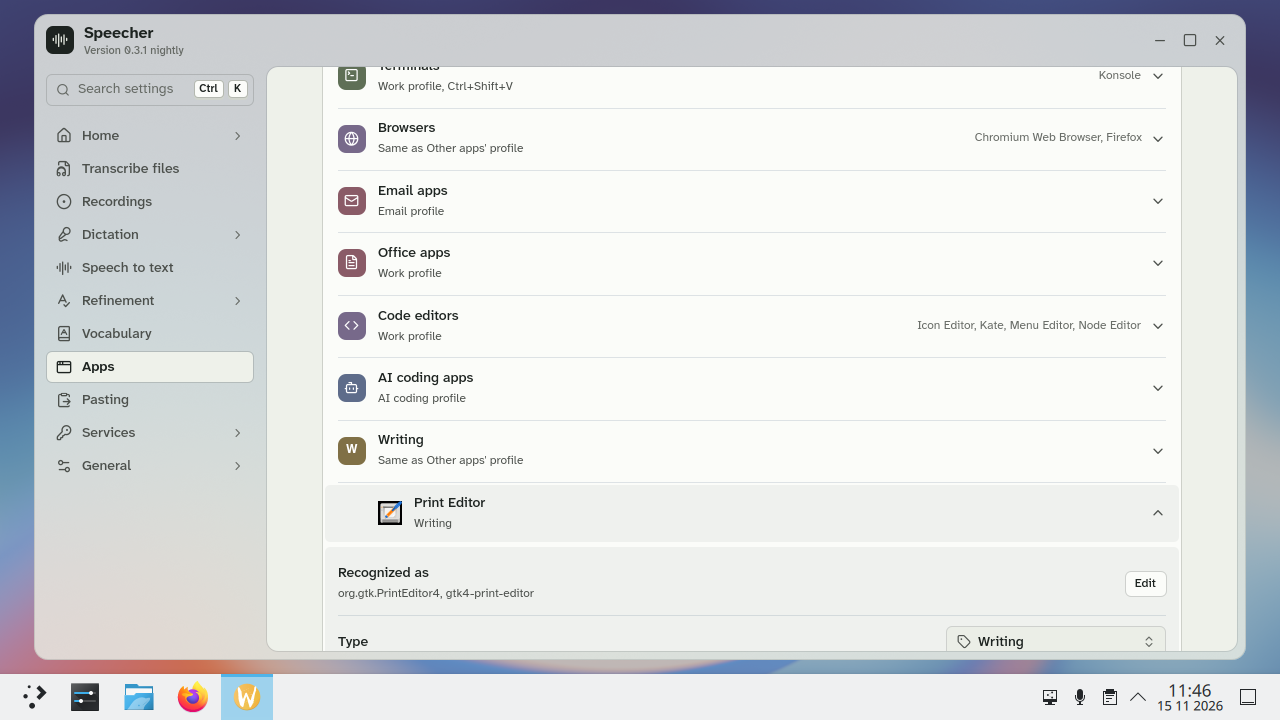 Speecher
Version 0.3.1 nightly
Search settings Ctrl K
Home
Transcribe files
Recordings
Dictation
Speech to text
Refinement
Vocabulary
Apps
Pasting
Services
General
Terminals
Work profile, Ctrl+Shift+V
Konsole
Browsers
Same as Other apps' profile
Chromium Web Browser, Firefox
Email apps
Email profile
Office apps
Work profile
Code editors
Work profile
Icon Editor, Kate, Menu Editor, Node Editor
AI coding apps
AI coding profile
W
Writing
Same as Other apps' profile
Print Editor
Writing
Recognized as
org.gtk.PrintEditor4, gtk4-print-editor
Edit
Type
Writing
W
11:46
15 11 2026